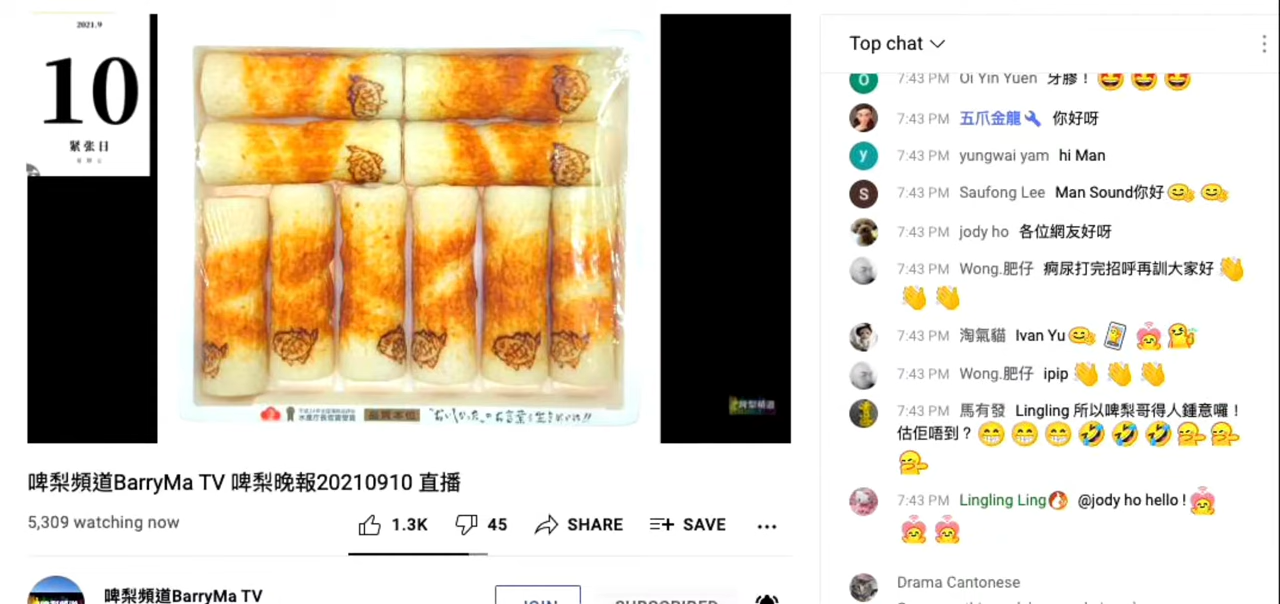 2021.9
10
緊张日
品質本位
啤梨頻道
啤梨頻道BarryMa TV 啤梨晚報20210910 直播
5,309 watching now
1.3K
45
SHARE
SAVE
啤梨頻道BarryMa TV
JOIN
SUBSCRIBED
Top chat
O 7:43 PM Oi Yin Yuen 牙膠！🤩🤩🤩
7:43 PM 五爪金龍 你好呀
y 7:43 PM yungwai yam hi Man
S 7:43 PM Saufong Lee Man Sound你好
7:43 PM jody ho 各位網友好呀
7:43 PM Wong.肥仔 痾尿打完招呼再訓大家好👋
👋👋
7:43 PM 淘氣貓 Ivan Yu
7:43 PM Wong.肥仔 ipip👋👋👋
7:43 PM 馬有發 Lingling 所以啤梨哥得人鍾意囉！
估佢唔到？😁😁😁🤣🤣🤣
7:43 PM Lingling Ling @jody ho hello !
Drama Cantonese